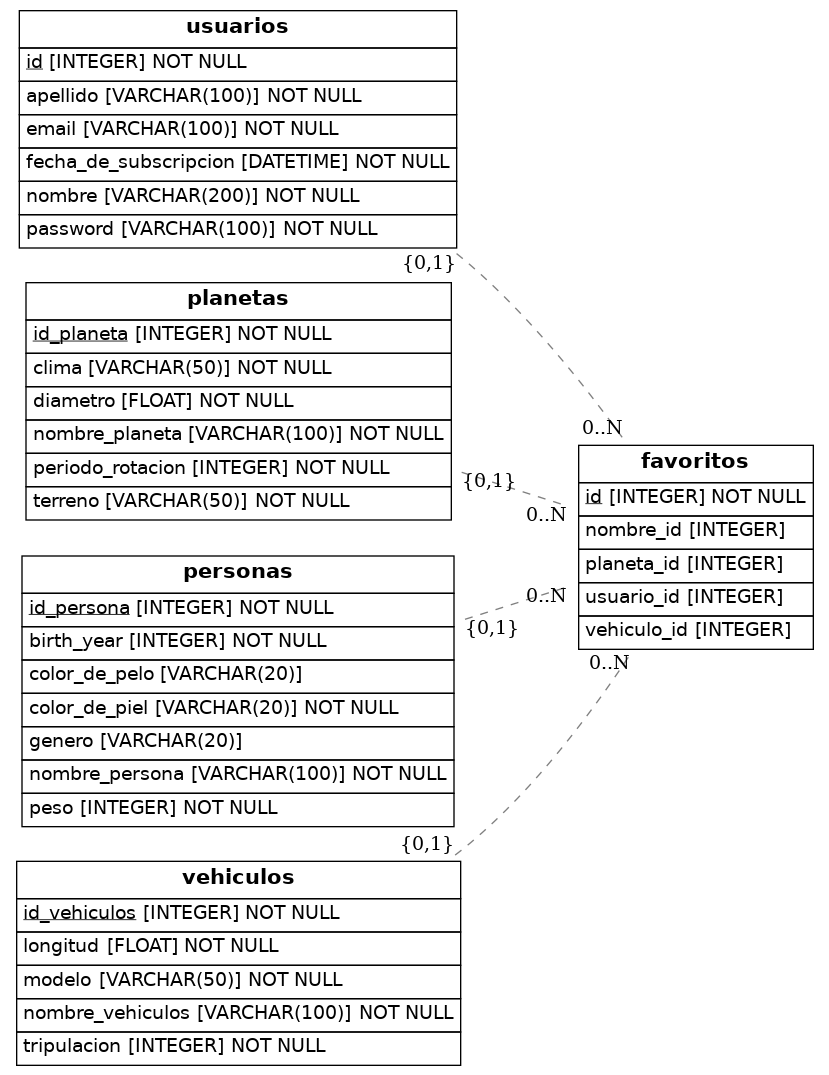 usuarios
id [INTEGER] NOT NULL
apellido [VARCHAR(100)] NOT NULL
email [VARCHAR(100)] NOT NULL
fecha_de_subscripcion [DATETIME] NOT NULL
nombre [VARCHAR(200)] NOT NULL
password [VARCHAR(100)] NOT NULL
{0,1}
planetas
id_planeta [INTEGER] NOT NULL
clima [VARCHAR(50)] NOT NULL
diametro [FLOAT] NOT NULL
nombre_planeta [VARCHAR(100)] NOT NULL
periodo_rotacion [INTEGER] NOT NULL
terreno [VARCHAR(50)] NOT NULL
{0,1}
0..N
0..N
favoritos
id [INTEGER] NOT NULL
nombre_id [INTEGER]
planeta_id [INTEGER]
usuario_id [INTEGER]
vehiculo_id [INTEGER]
0..N
{0,1}
0..N
personas
id_persona [INTEGER] NOT NULL
birth_year [INTEGER] NOT NULL
color_de_pelo [VARCHAR(20)]
color_de_piel [VARCHAR(20)] NOT NULL
genero [VARCHAR(20)]
nombre_persona [VARCHAR(100)] NOT NULL
peso [INTEGER] NOT NULL
{0,1}
vehiculos
id_vehiculos [INTEGER] NOT NULL
longitud [FLOAT] NOT NULL
modelo [VARCHAR(50)] NOT NULL
nombre_vehiculos [VARCHAR(100)] NOT NULL
tripulacion [INTEGER] NOT NULL